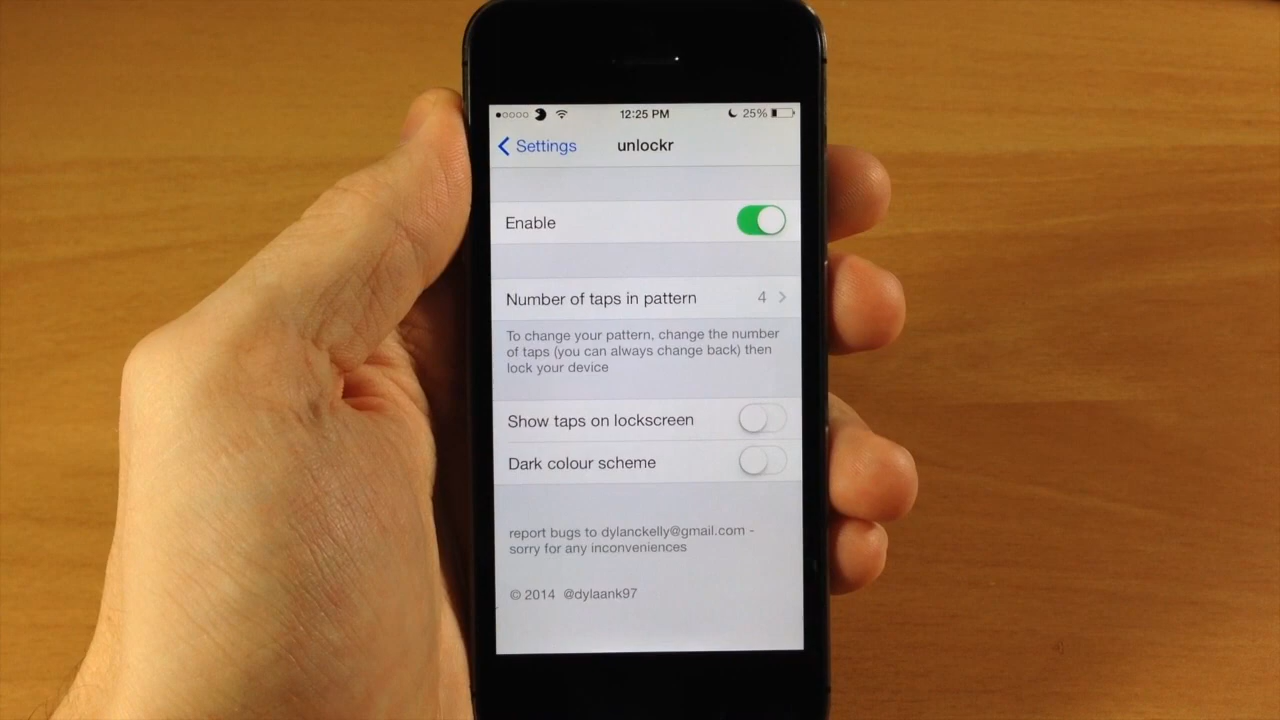 12:25 PM 25%
Settings unlockr
Enable
Number of taps in pattern 4
To change your pattern, change the number
of taps (you can always change back) then
lock your device
Show taps on lockscreen
Dark colour scheme
report bugs to dylanckelly@gmail.com -
sorry for any inconveniences
© 2014 @dylaank97